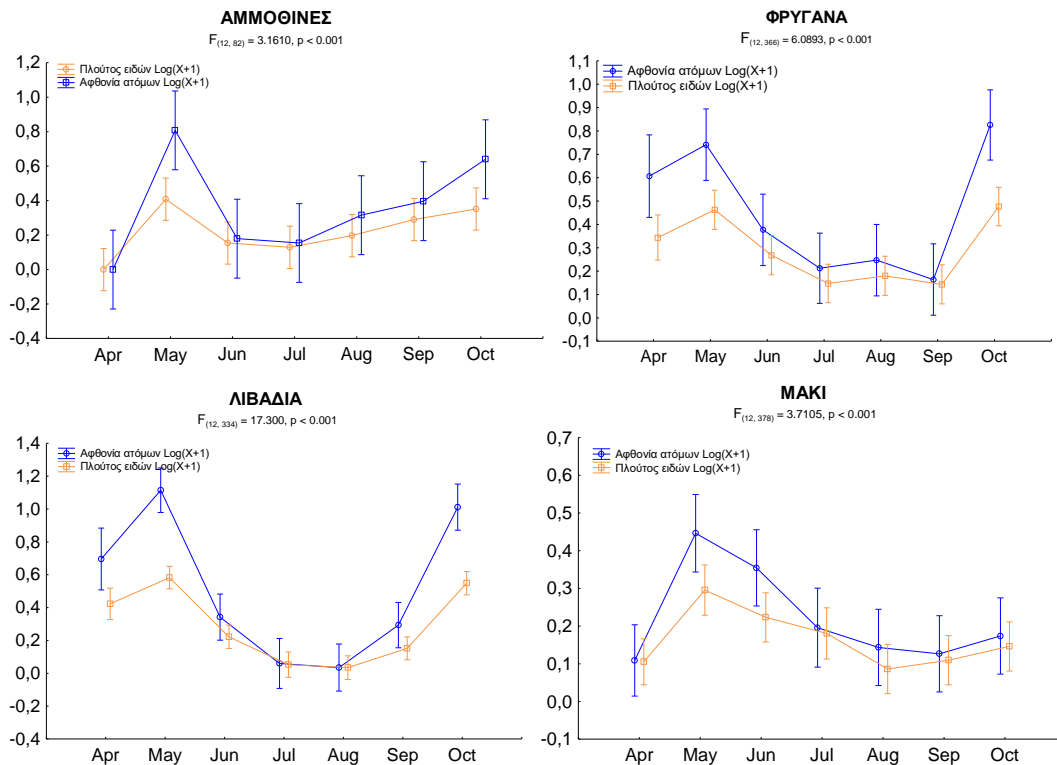 ΑΜΜΟΘΙΝΕΣ
F(12, 82) = 3.1610, p < 0.001
Πλούτος ειδών Log(X+1)
Αφθονία ατόμων Log(X+1)
1,2
1,0
0,8
0,6
0,4
0,2
0,0
-0,2
-0,4
Apr May Jun Jul Aug Sep Oct
ΦΡΥΓΑΝΑ
F(12, 366) = 6.0893, p < 0.001
Αφθονία ατόμων Log(X+1)
Πλούτος ειδών Log(X+1)
1,1
1,0
0,9
0,8
0,7
0,6
0,5
0,4
0,3
0,2
0,1
0,0
-0,1
Apr May Jun Jul Aug Sep Oct
ΛΙΒΑΔΙΑ
F(12, 334) = 17.300, p < 0.001
Αφθονία ατόμων Log(X+1)
Πλούτος ειδών Log(X+1)
1,4
1,2
1,0
0,8
0,6
0,4
0,2
0,0
-0,2
-0,4
Apr May Jun Jul Aug Sep Oct
ΜΑΚΙ
F(12, 378) = 3.7105, p < 0.001
Αφθονία ατόμων Log(X+1)
Πλούτος ειδών Log(X+1)
0,7
0,6
0,5
0,4
0,3
0,2
0,1
0,0
-0,1
Apr May Jun Jul Aug Sep Oct